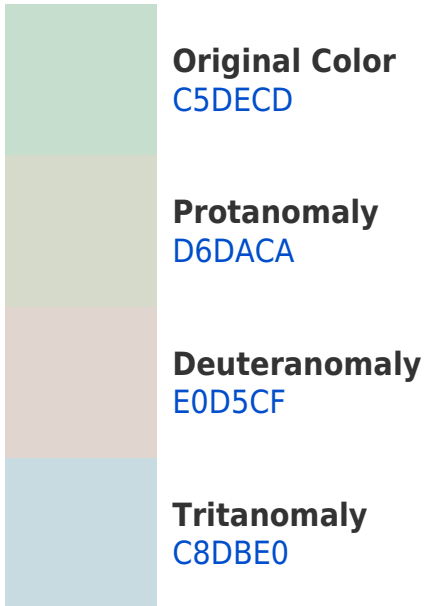 Original Color
C5DECD
Protanomaly
D6DACA
Deuteranomaly
E0D5CF
Tritanomaly
C8DBE0